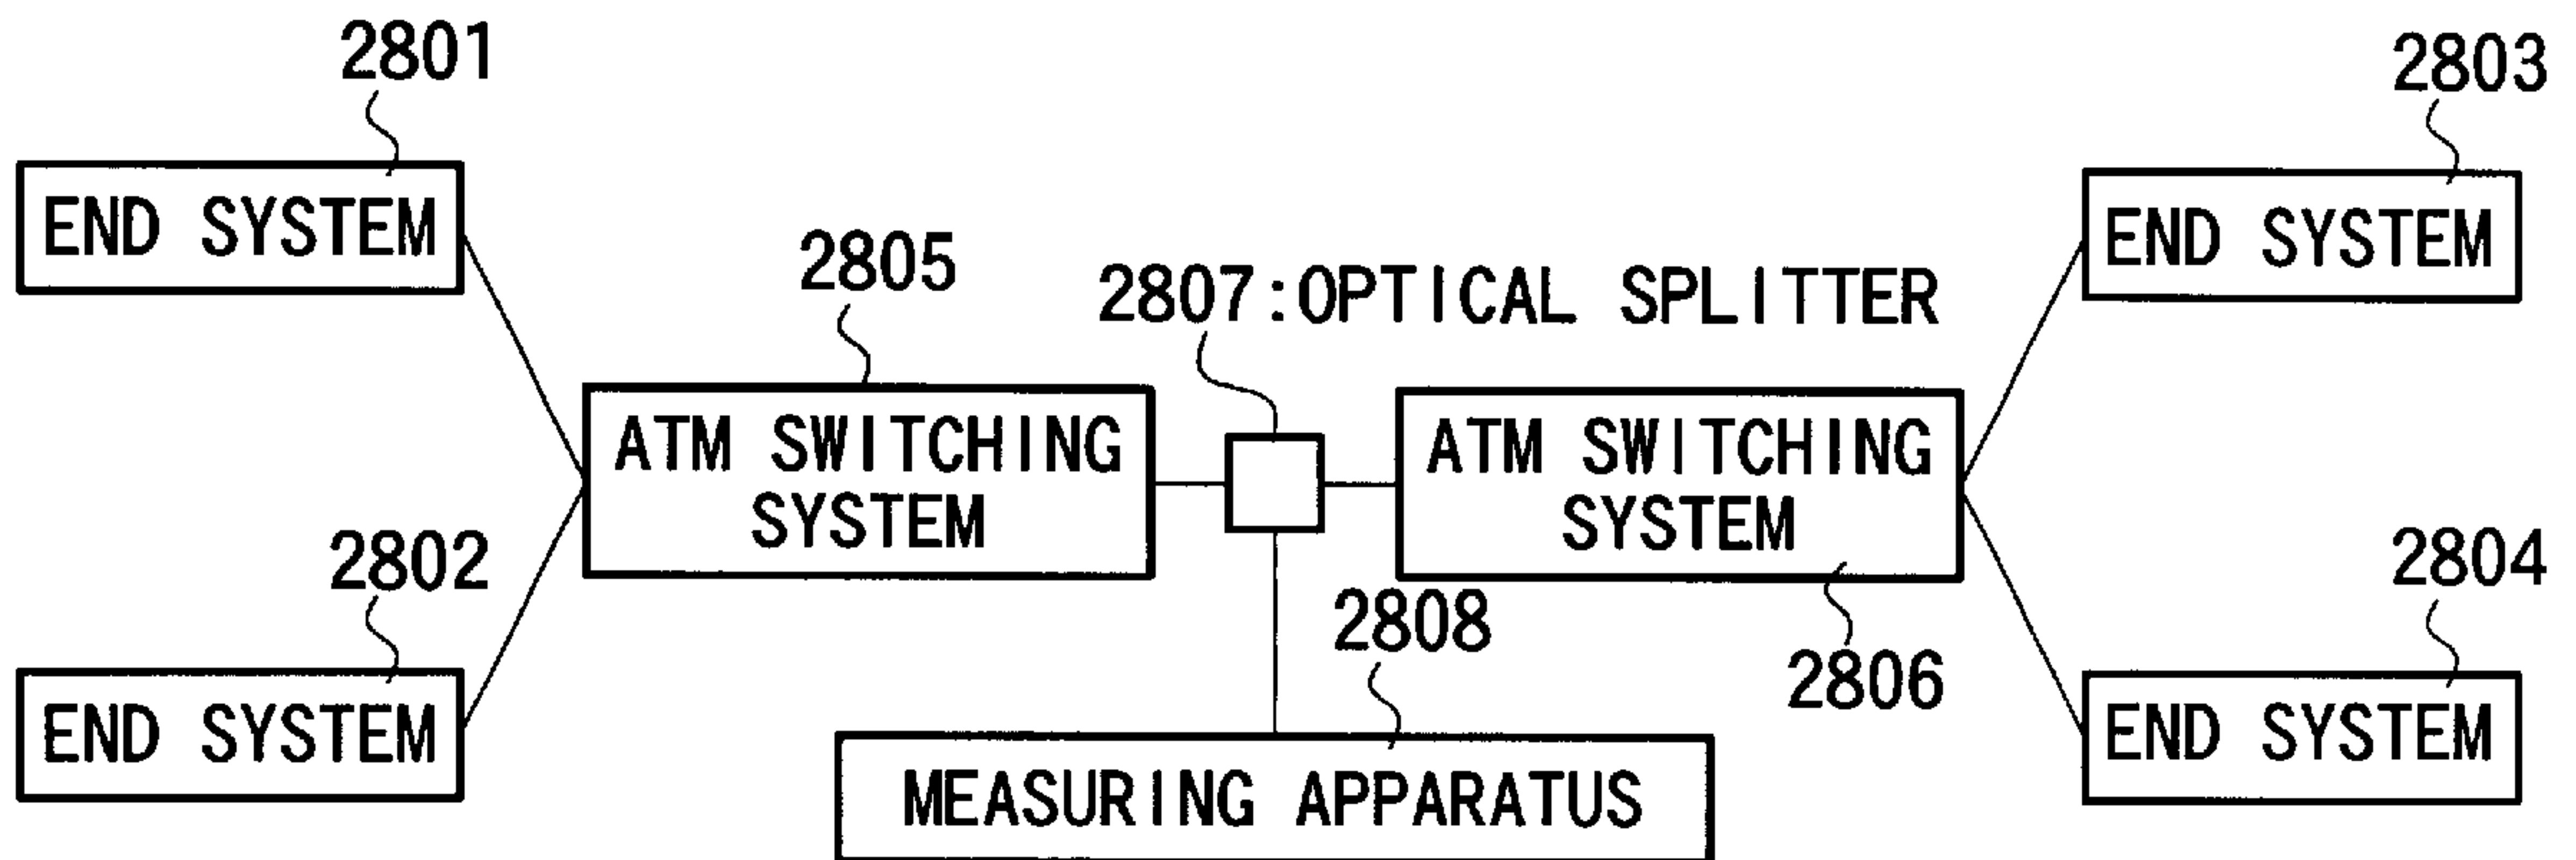 2801
2803
END SYSTEM
END SYSTEM
2805
2807:OPTICAL SPLITTER
ATM SWITCHING
SYSTEM
ATM SWITCHING
SYSTEM
2802
2804
2808
2806
END SYSTEM
END SYSTEM
MEASURING APPARATUS